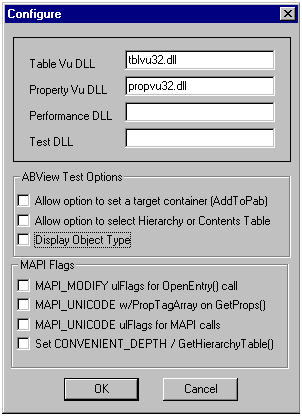 Configure
Table Vu DLL
tblvu32.dll
Property Vu DLL
propvu32.dll
Performance DLL
Test DLL
ABView Test Options
Allow option to set a target container (AddToPab)
Allow option to select Hierarchy or Contents Table
Display Object Type
MAPI Flags
MAPI_MODIFY ulFlags for OpenEntry() call
MAPI_UNICODE w/PropTagArray on GetProps()
MAPI_UNICODE ulFlags for MAPI calls
Set CONVENIENT_DEPTH / GetHierarchyTable()
OK
Cancel